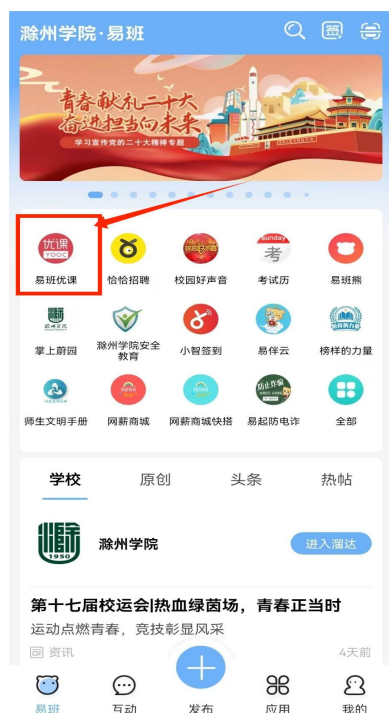 滁州学院·易班
签
青春献礼二十大
奋进担当向未来
学习宣传党的二十大精神专题
优课
YOOC
sunday
考
易班优课
恰恰招聘
校园好声音
考试历
易班熊
掌上蔚园
滁州学院安全教育
小智签到
易伴云
榜样的力量
防止诈骗
师生文明手册
网薪商城
网薪商城快搭
易起防电诈
全部
学校
原创
头条
热帖
1950
滁州学院
进入溜达
第十七届校运会|热血绿茵场，青春正当时
运动点燃青春，竞技彰显风采
资讯
4天前
易班
互动
发布
应用
我的